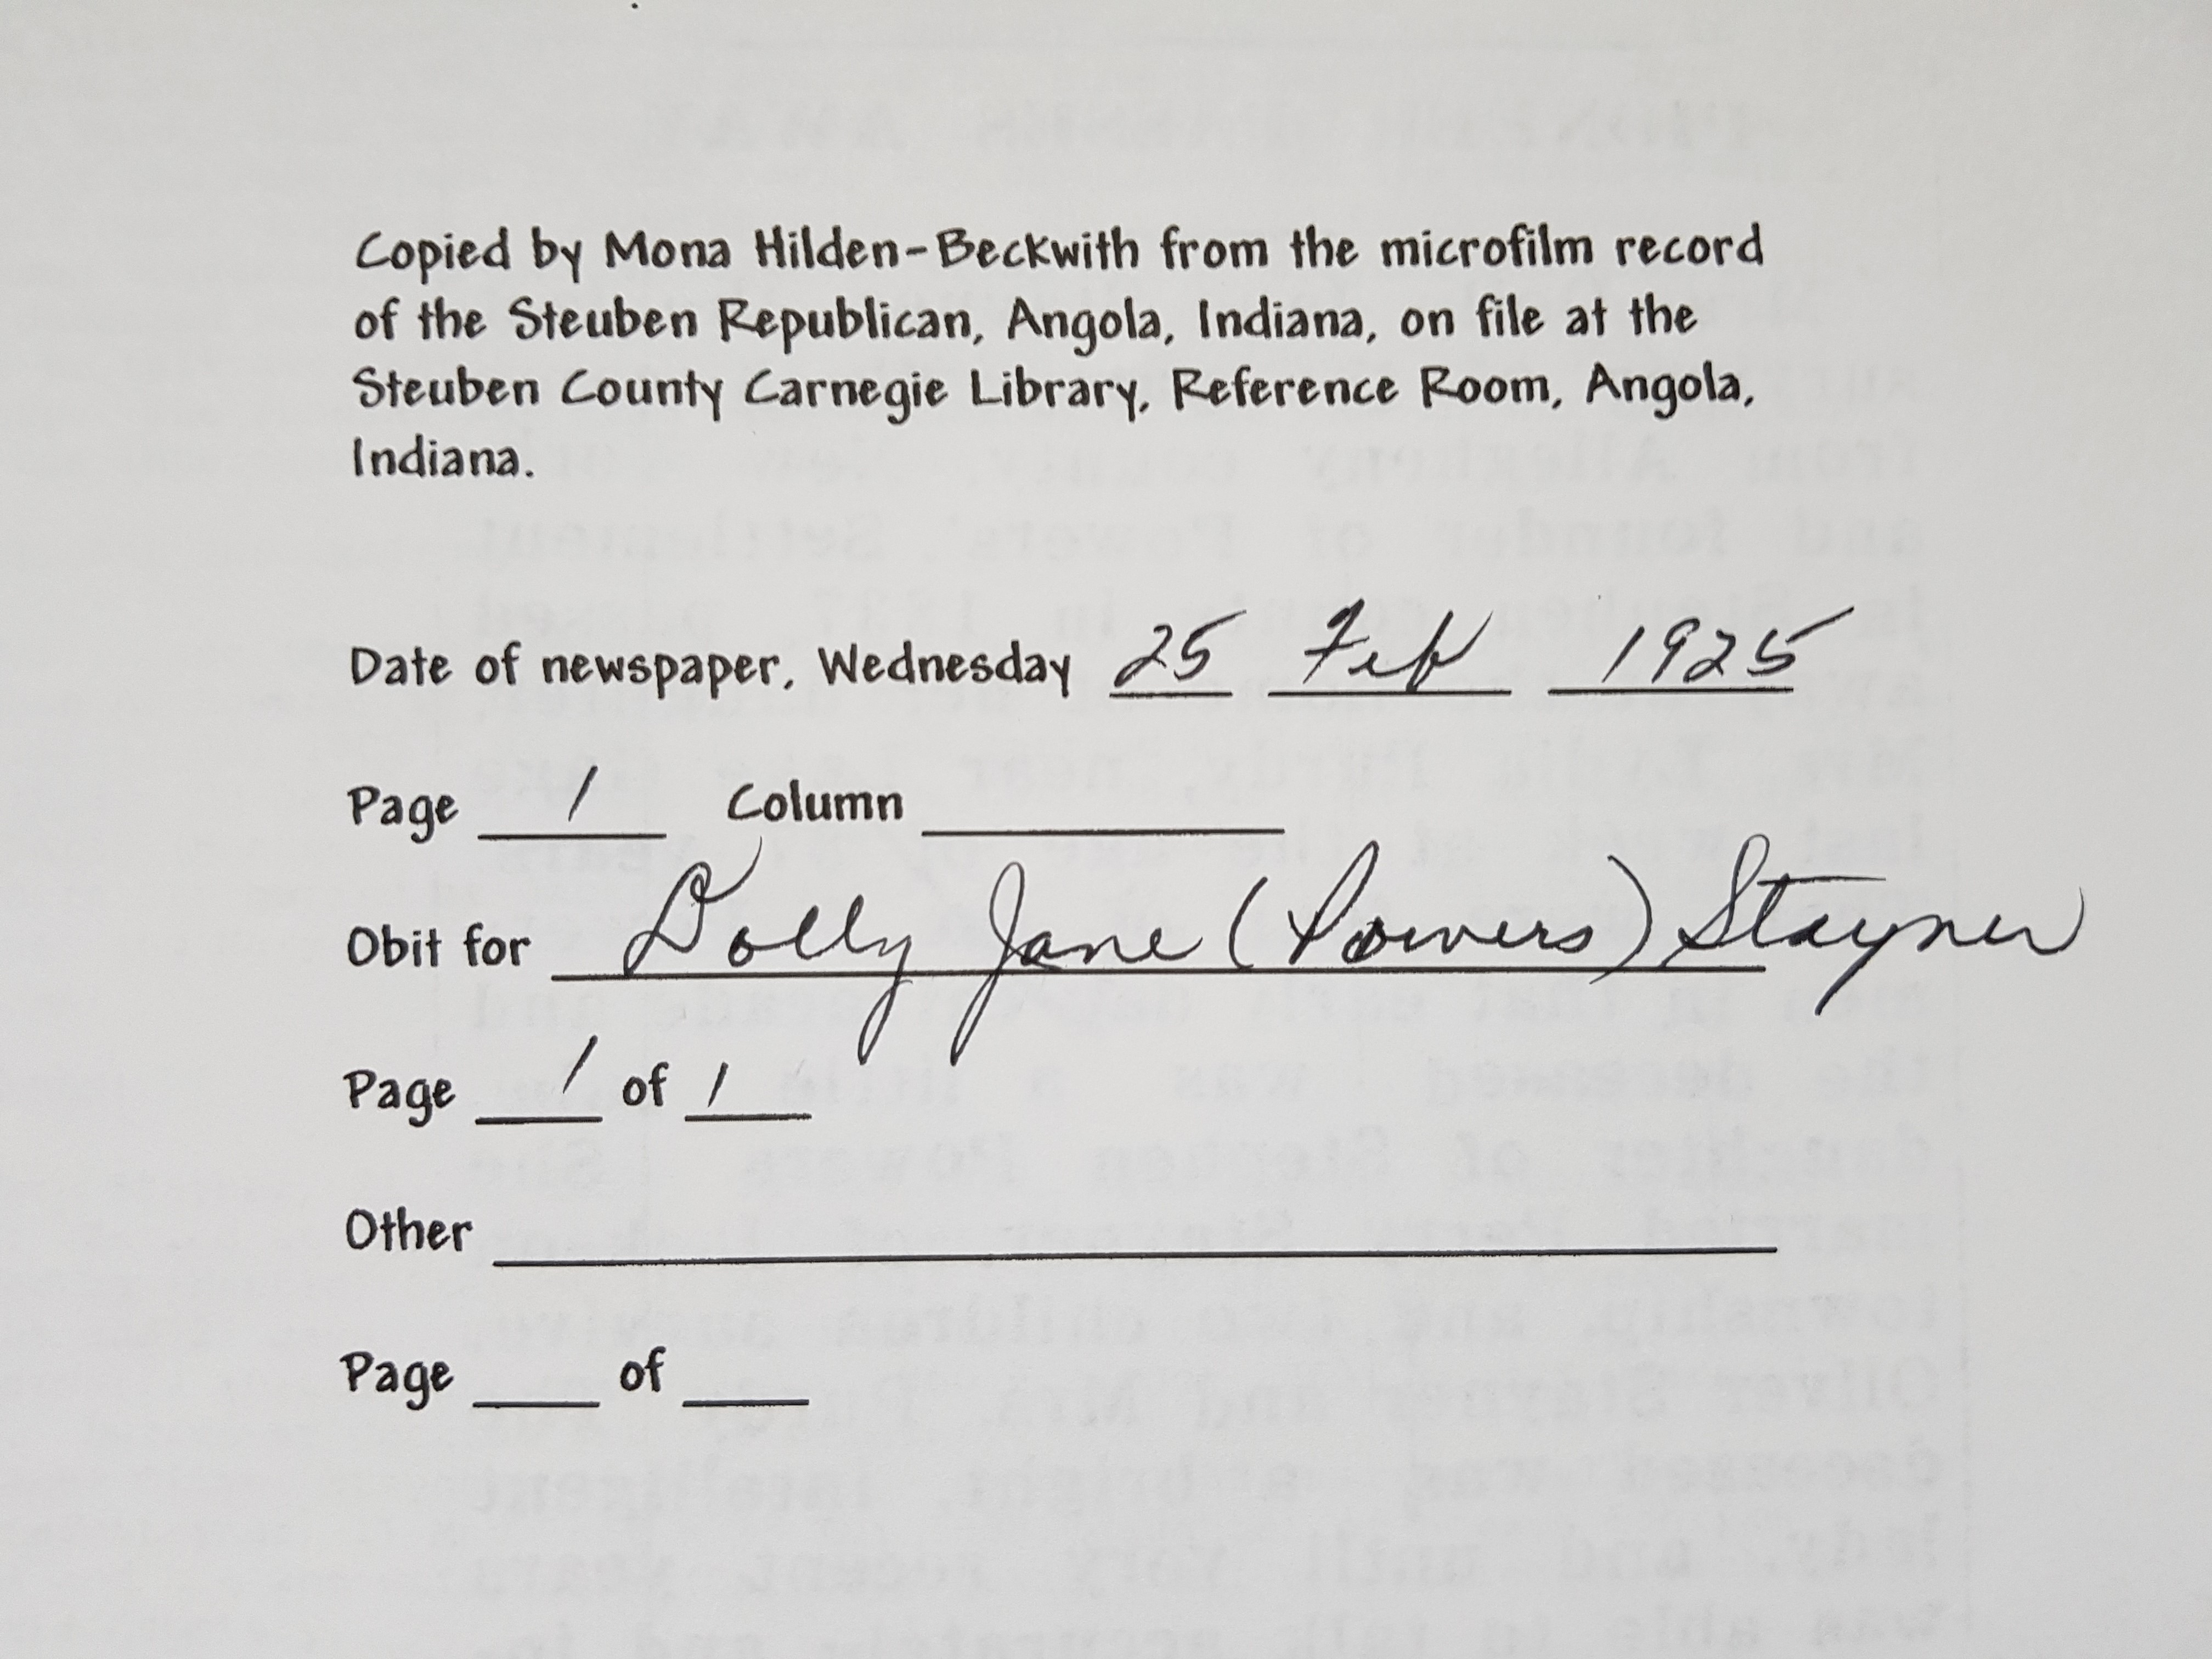 Copied by Mona Hilden-Beckwith from the microfilm record
of the Steuben Republican, Angola, Indiana, on file at the
Steuben County Carnegie Library, Reference Room, Angola,
Indiana.
Date of newspaper, Wednesday 25 Feb 1925
Page 1 Column
Obit for Dolly Jane (Powers) Stayner
Page 1 of 1
Other
Page of